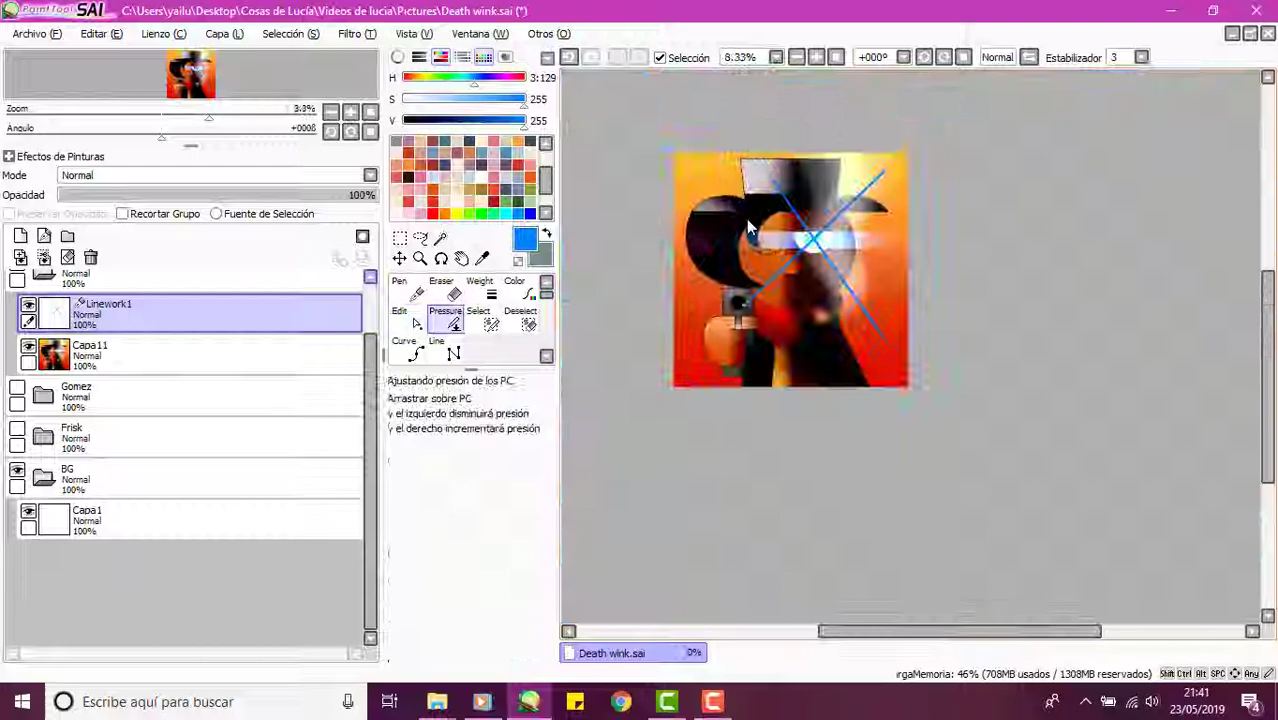 PaintTool SAI C:\Users\yailu\Desktop\Cosas de Lucía\Videos de lucia\Pictures\Death wink.sai (*)
Archivo (F) Editar (E) Lienzo (C) Capa (L) Selección (S) Filtro (T) Vista (V) Ventana (W) Otros (O)
Selección 8.33% +000° Normal Estabilizador 3
H 3:129
S 255
V 255
Zoom 3.3%
Angulo +0008
Efectos de Pinturas
Modo Normal
Opacidad 100%
Recortar Grupo Fuente de Selección
Normal
100%
Linework1
Normal
100%
Capa11
Normal
100%
Gomez
Normal
100%
Frisk
Normal
100%
BG
Normal
100%
Capa1
Normal
100%
Pen Eraser Weight Color
Edit Pressure Select Deselect
Curve Line
Ajustando presión de los PC
Arrastrar sobre PC
y el izquierdo disminuirá presión
y el derecho incrementará presión
Death wink.sai 0%
argaMemoria: 46% (708MB usados / 1308MB reservados)
Shift Ctrl Alt SPC Any
Escribe aquí para buscar
21:41
23/05/2019
4